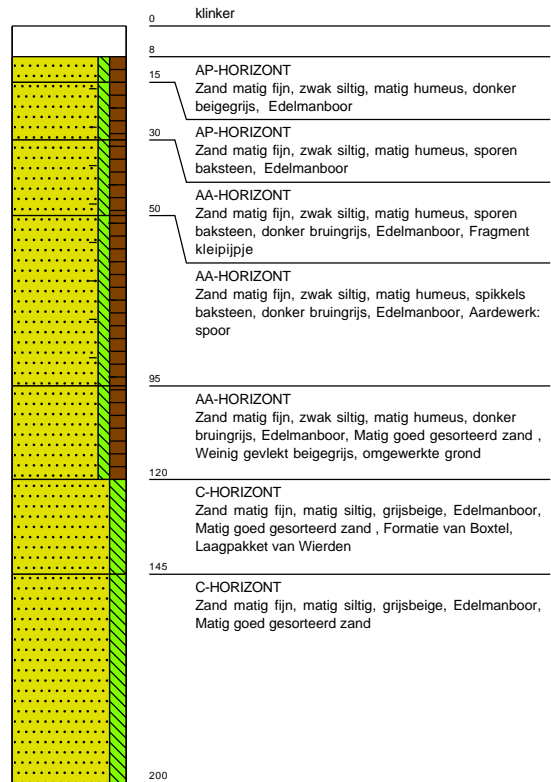 0
klinker
8
AP-HORIZONT
15
Zand matig fijn, zwak siltig, matig humeus, donker
beigegrijs, Edelmanboor
30
AP-HORIZONT
Zand matig fijn, zwak siltig, matig humeus, sporen
baksteen, Edelmanboor
AA-HORIZONT
50
Zand matig fijn, zwak siltig, matig humeus, sporen
baksteen, donker bruingrijs, Edelmanboor, Fragment
kleipijpje
AA-HORIZONT
Zand matig fijn, zwak siltig, matig humeus, spikkels
baksteen, donker bruingrijs, Edelmanboor, Aardewerk:
spoor
95
AA-HORIZONT
Zand matig fijn, zwak siltig, matig humeus, donker
bruingrijs, Edelmanboor, Matig goed gesorteerd zand ,
Weinig gevlekt beigegrijs, omgewerkte grond
120
C-HORIZONT
Zand matig fijn, matig siltig, grijsbeige, Edelmanboor,
Matig goed gesorteerd zand , Formatie van Boxtel,
Laagpakket van Wierden
145
C-HORIZONT
Zand matig fijn, matig siltig, grijsbeige, Edelmanboor,
Matig goed gesorteerd zand
200